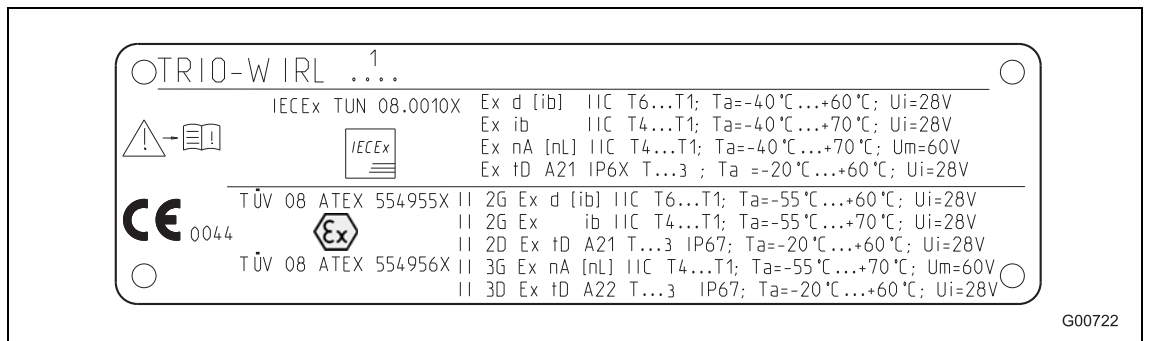 TRIO-WIRL ....1
IECEx TUN 08.0010X
Ex d [ib] IIC T6...T1; Ta=-40°C...+60°C; Ui=28V
Ex ib IIC T4...T1; Ta=-40°C...+70°C; Ui=28V
IECEx
Ex nA [nL] IIC T4...T1; Ta=-40°C...+70°C; Um=60V
Ex tD A21 IP6X T...3 ; Ta =-20°C...+60°C; Ui=28V
TÜV 08 ATEX 554955X II 2G Ex d [ib] IIC T6...T1; Ta=-55°C...+60°C; Ui=28V
II 2G Ex ib IIC T4...T1; Ta=-55°C...+70°C; Ui=28V
CE 0044
Ex
II 2D Ex tD A21 T...3 IP67; Ta=-20°C...+60°C; Ui=28V
TÜV 08 ATEX 554956X II 3G Ex nA [nL] IIC T4...T1; Ta=-55°C...+70°C; Um=60V
II 3D Ex tD A22 T...3 IP67; Ta=-20°C...+60°C; Ui=28V
G00722